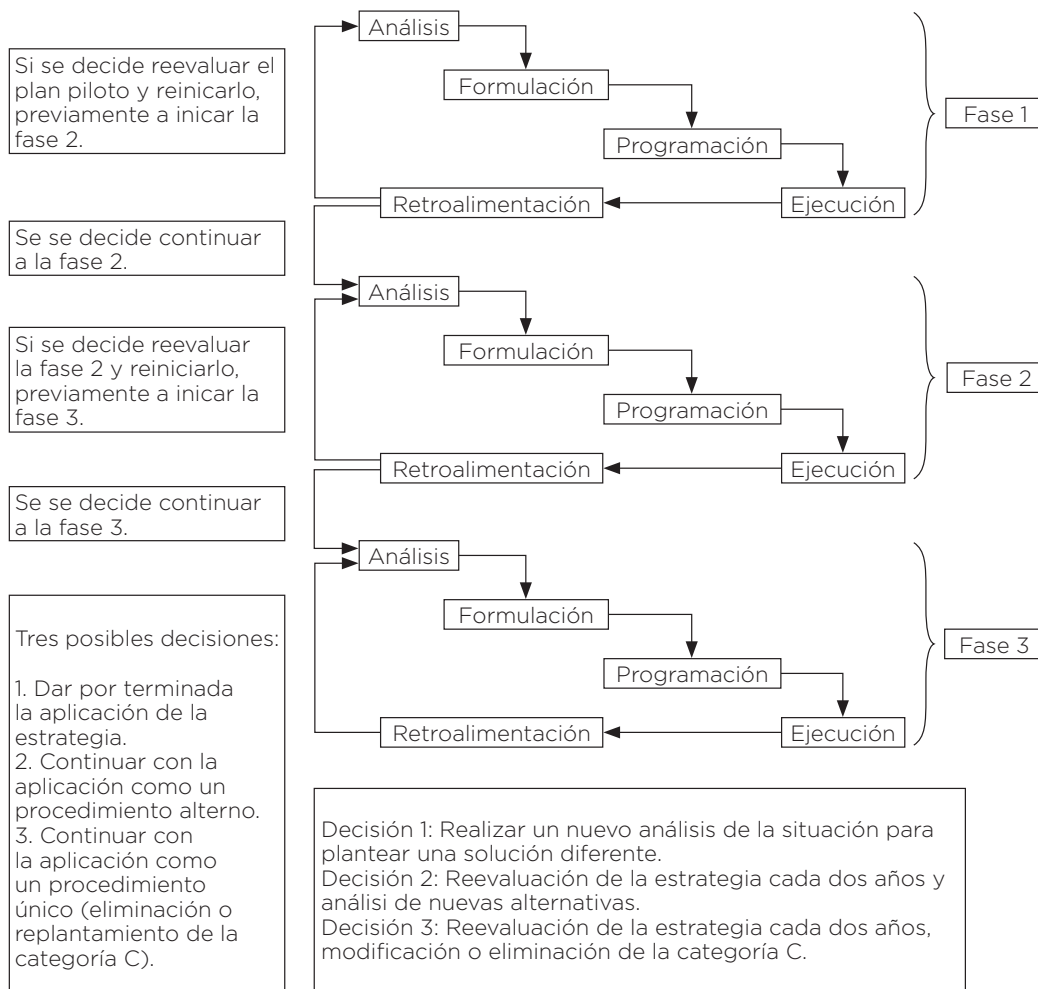 Análisis
Si se decide reevaluar el
plan piloto y reinicarlo,
previamente a inicar la
fase 2.
Formulación
Programación
Fase 1
Retroalimentación
Ejecución
Se se decide continuar
a la fase 2.
Análisis
Si se decide reevaluar
la fase 2 y reiniciarlo,
previamente a inicar la
fase 3.
Formulación
Programación
Fase 2
Retroalimentación
Ejecución
Se se decide continuar
a la fase 3.
Análisis
Formulación
Programación
Fase 3
Retroalimentación
Ejecución
Tres posibles decisiones:
1. Dar por terminada
la aplicación de la
estrategia.
2. Continuar con la
aplicación como un
procedimiento alterno.
3. Continuar con
la aplicación como
un procedimiento
único (eliminación o
replantamiento de la
categoría C).
Decisión 1: Realizar un nuevo análisis de la situación para
plantear una solución diferente.
Decisión 2: Reevaluación de la estrategia cada dos años y
análisi de nuevas alternativas.
Decisión 3: Reevaluación de la estrategia cada dos años,
modificación o eliminación de la categoría C.